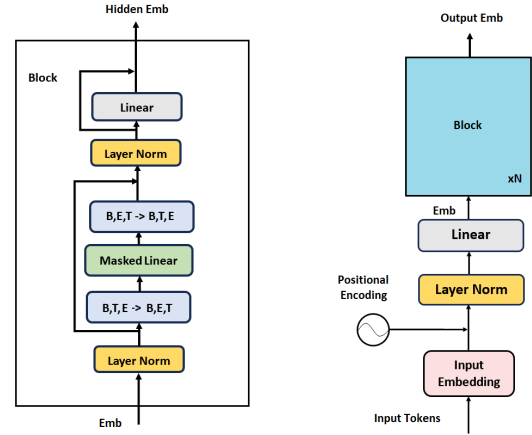 Hidden Emb
Block
Linear
Layer Norm
B,E,T -> B,T,E
Masked Linear
B,T,E -> B,E,T
Layer Norm
Emb
Output Emb
Block
xN
Emb
Linear
Layer Norm
Positional
Encoding
Input
Embedding
Input Tokens